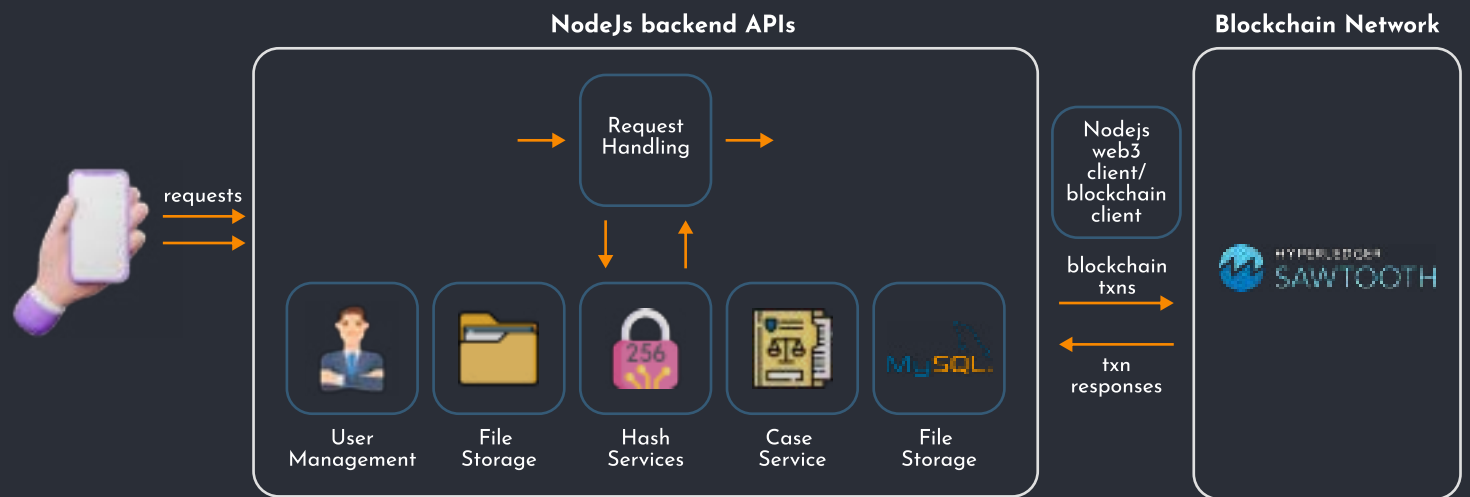 NodeJs backend APIs
Blockchain Network
Request
Handling
Nodejs
web3
client/
blockchain
client
requests
HYPERLEDGER
SAWTOOTH
blockchain
txns
256
MySQL
txn
responses
User
Management
File
Storage
Hash
Services
Case
Service
File
Storage